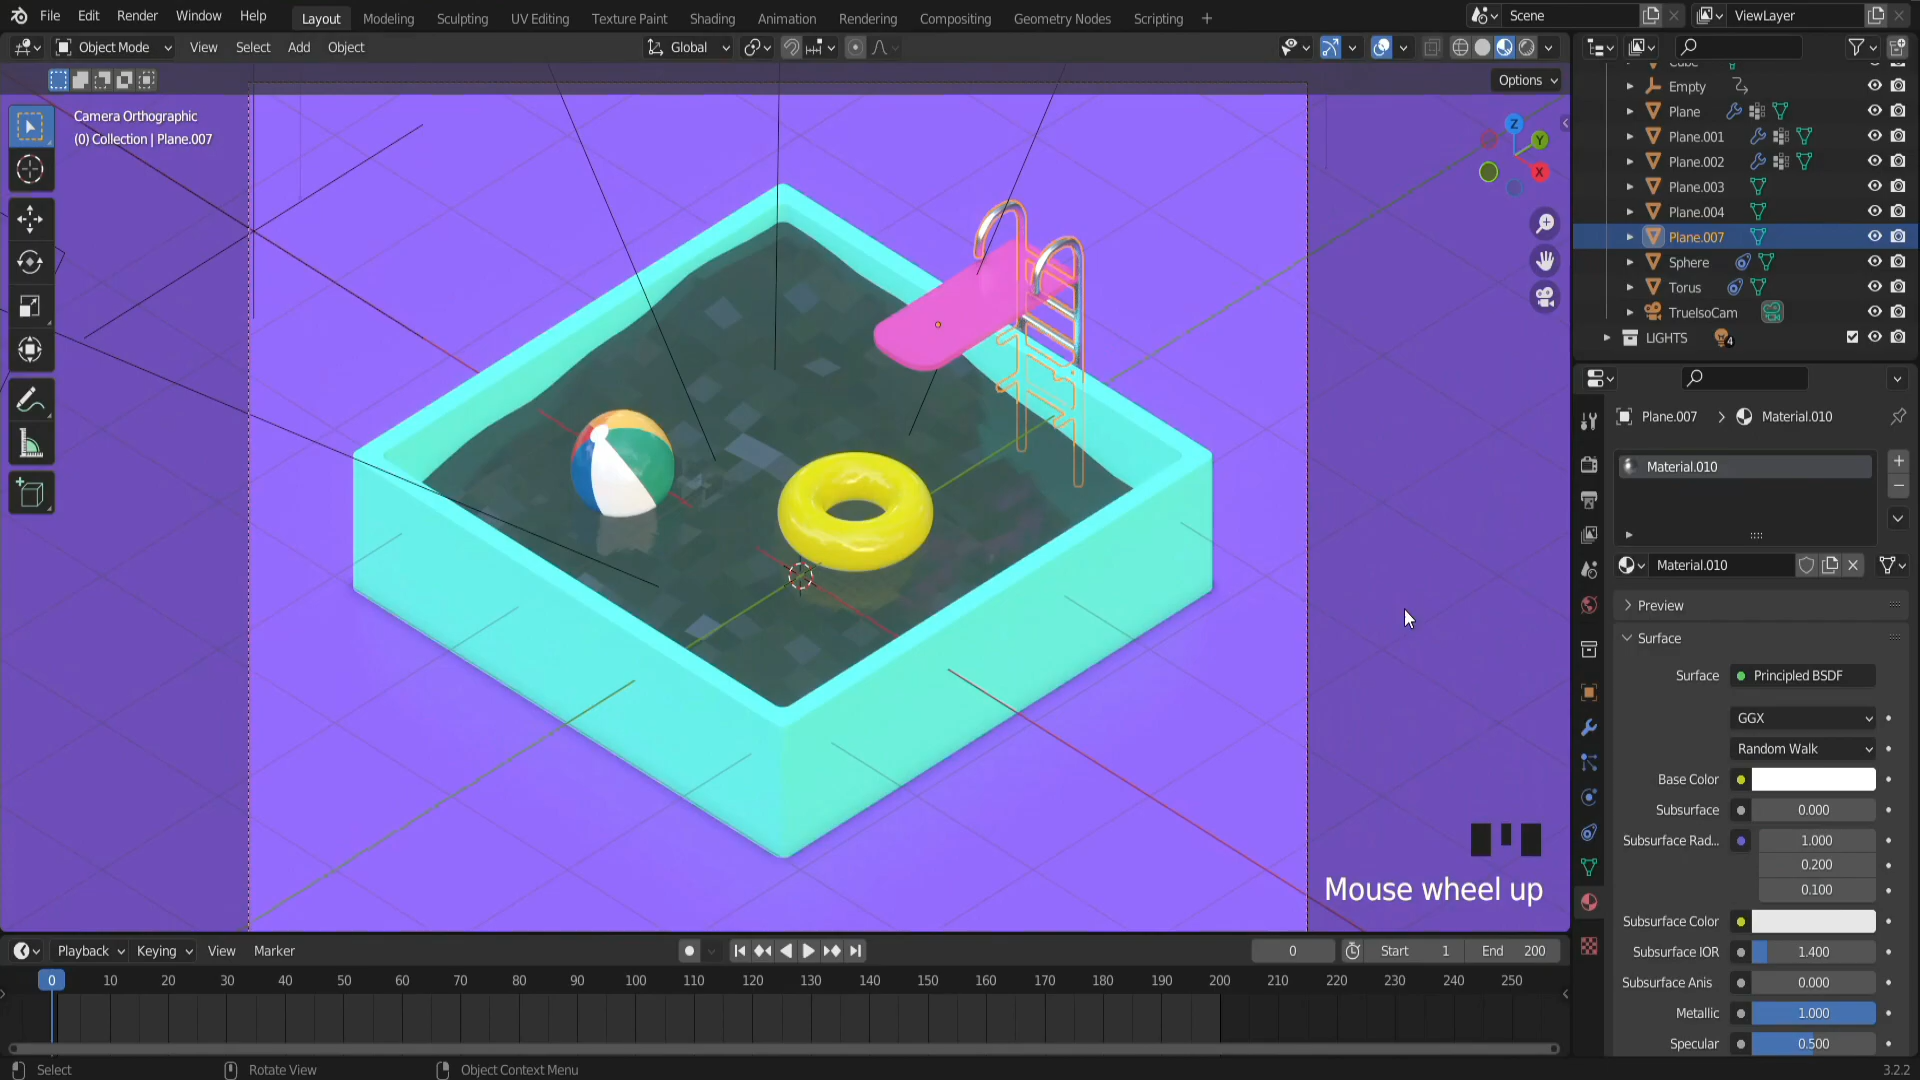 File Edit Render Window Help Layout Modeling Sculpting UV Editing Texture Paint Shading Animation Rendering Compositing Geometry Nodes Scripting + Scene ViewLayer
Object Mode View Select Add Object Global
Options
Camera Orthographic
(0) Collection | Plane.007
Z
Y
X
Mouse wheel up
Empty
Plane
Plane.001
Plane.002
Plane.003
Plane.004
Plane.007
Sphere
Torus
TrueIsoCam
LIGHTS 4
Plane.007 > Material.010
Material.010
Material.010
Preview
Surface
Surface Principled BSDF
GGX
Random Walk
Base Color
Subsurface 0.000
Subsurface Rad... 1.000
0.200
0.100
Subsurface Color
Subsurface IOR 1.400
Subsurface Anis 0.000
Metallic 1.000
Specular 0.500
Playback Keying View Marker 0 Start 1 End 200
0 10 20 30 40 50 60 70 80 90 100 110 120 130 140 150 160 170 180 190 200 210 220 230 240 250
Select Rotate View Object Context Menu 3.2.2